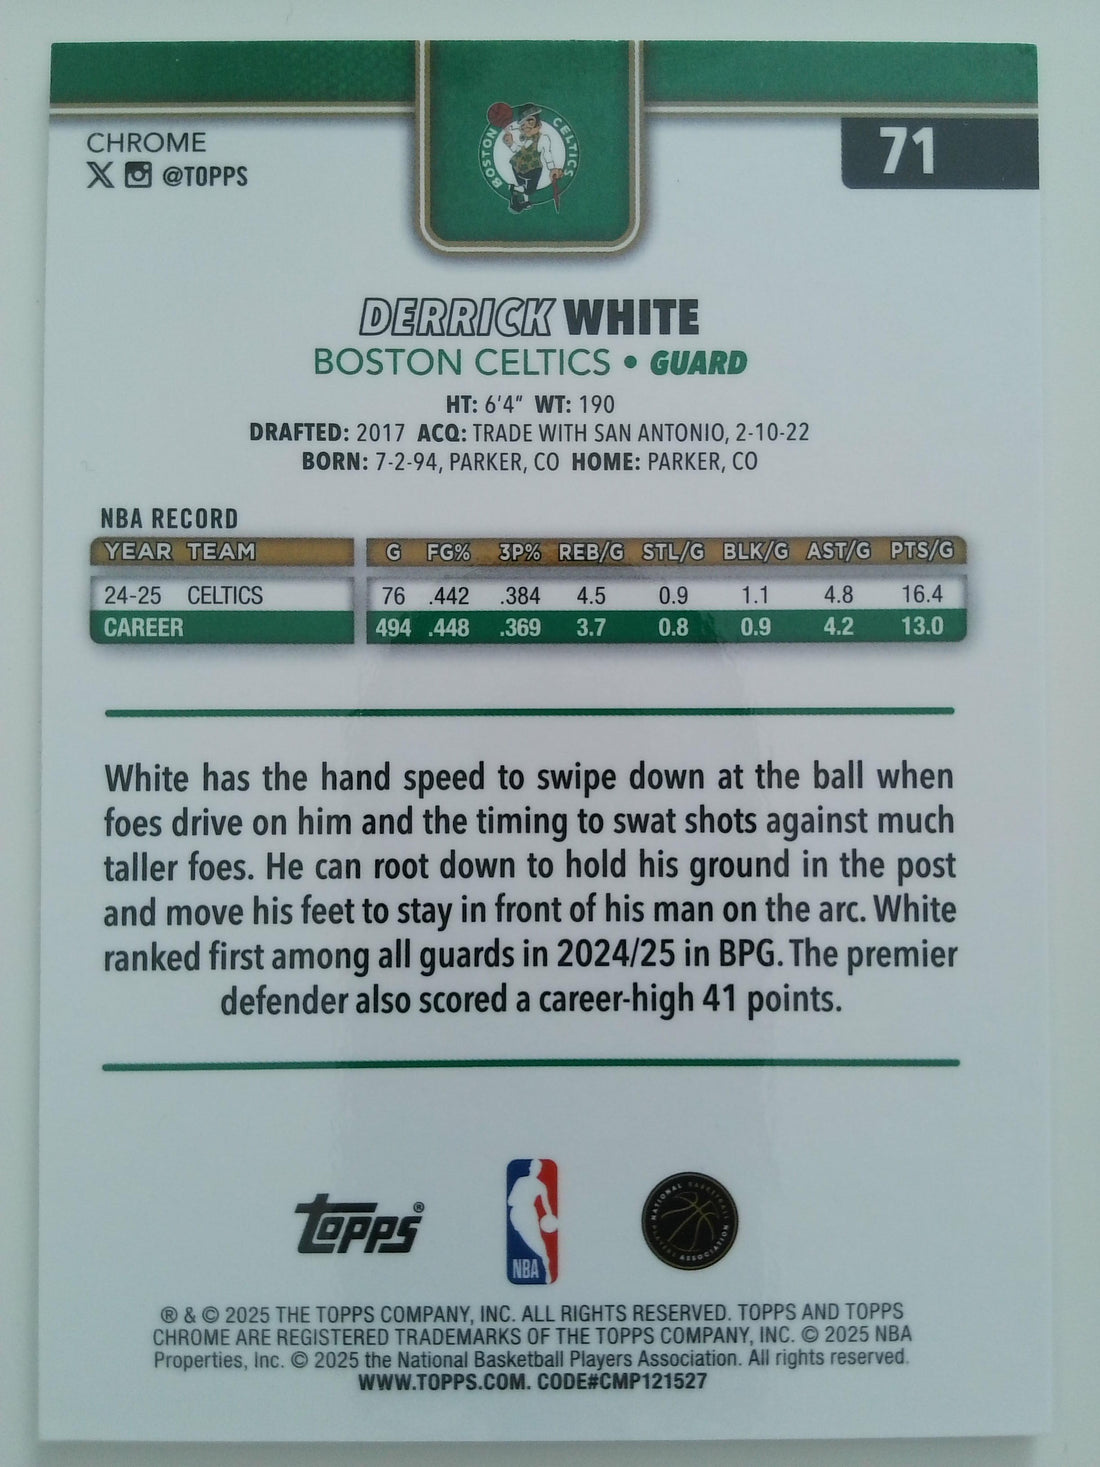 CHROME
X @TOPPS
BOSTON CELTICS
71
DERRICK WHITE
BOSTON CELTICS • GUARD
HT: 6'4" WT: 190
DRAFTED: 2017 ACQ: TRADE WITH SAN ANTONIO, 2-10-22
BORN: 7-2-94, PARKER, CO HOME: PARKER, CO
NBA RECORD
YEAR TEAM G FG% 3P% REB/G STL/G BLK/G AST/G PTS/G
24-25 CELTICS 76 .442 .384 4.5 0.9 1.1 4.8 16.4
CAREER 494 .448 .369 3.7 0.8 0.9 4.2 13.0
White has the hand speed to swipe down at the ball when
foes drive on him and the timing to swat shots against much
taller foes. He can root down to hold his ground in the post
and move his feet to stay in front of his man on the arc. White
ranked first among all guards in 2024/25 in BPG. The premier
defender also scored a career-high 41 points.
topps®
NBA
NATIONAL BASKETBALL PLAYERS ASSOCIATION
® & © 2025 THE TOPPS COMPANY, INC. ALL RIGHTS RESERVED. TOPPS AND TOPPS
CHROME ARE REGISTERED TRADEMARKS OF THE TOPPS COMPANY, INC. © 2025 NBA
Properties, Inc. © 2025 the National Basketball Players Association. All rights reserved.
WWW.TOPPS.COM. CODE#CMP121527